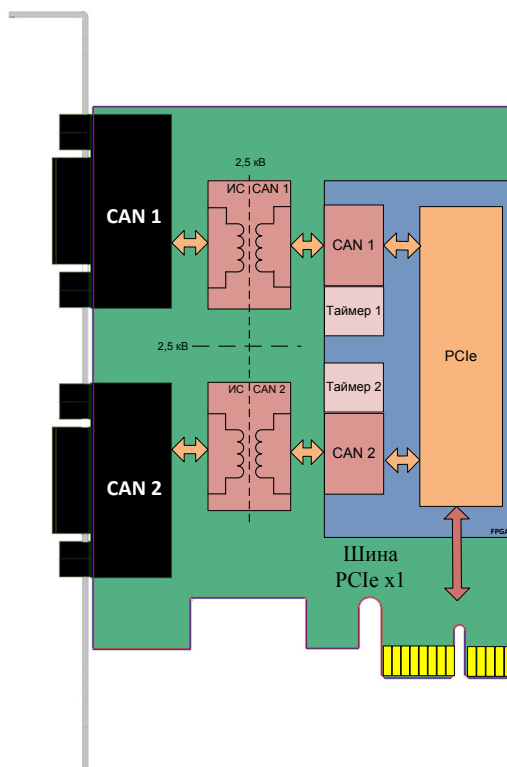 2,5 кВ
ИС CAN 1
CAN 1
CAN 1
Таймер 1
2,5 кВ
PCIe
Таймер 2
ИС CAN 2
CAN 2
CAN 2
FPGA
Шина
PCIe x1